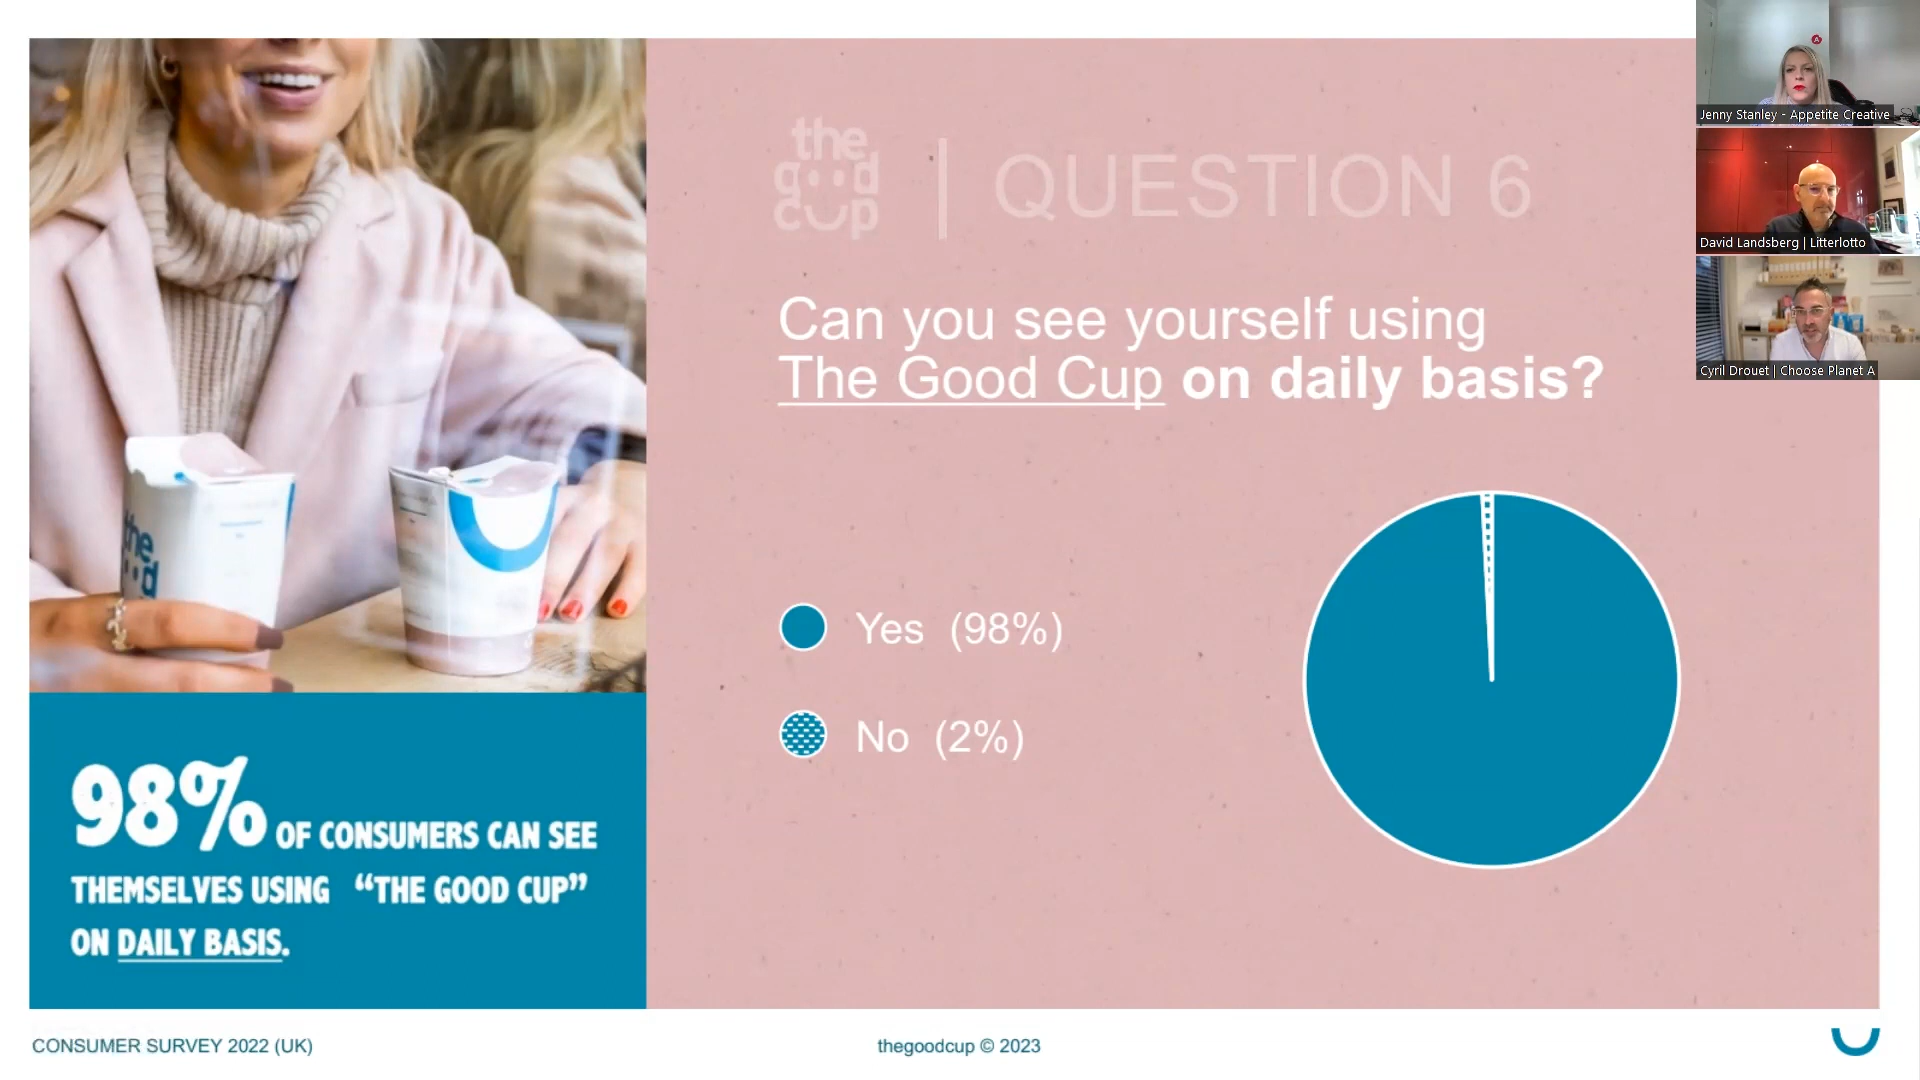 the
good
cup
QUESTION 6
Can you see yourself using
The Good Cup on daily basis?
Yes (98%)
No (2%)
the
98% OF CONSUMERS CAN SEE
THEMSELVES USING “THE GOOD CUP”
ON DAILY BASIS.
CONSUMER SURVEY 2022 (UK)
thegoodcup © 2023
Jenny Stanley - Appetite Creative
David Landsberg | Litterlotto
Cyril Drouet | Choose Planet A